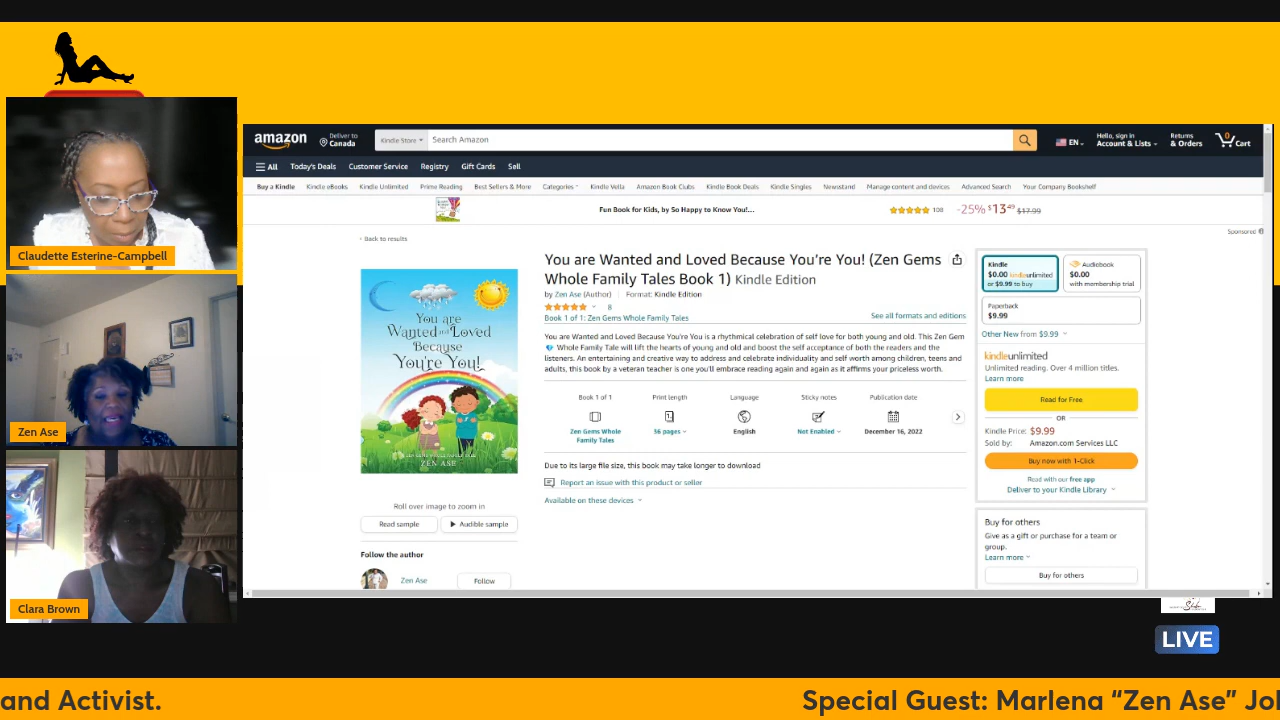 amazon
Deliver to
Canada
Kindle Store
Search Amazon
EN
Hello, sign in
Account & Lists
Returns
& Orders
0
Cart
All
Today's Deals
Customer Service
Registry
Gift Cards
Sell
Buy a Kindle
Kindle eBooks
Kindle Unlimited
Prime Reading
Best Sellers & More
Categories
Kindle Vella
Amazon Book Clubs
Kindle Book Deals
Kindle Singles
Newsstand
Manage content and devices
Advanced Search
Your Company Bookshelf
Fun Book for Kids, by So Happy to Know You!...
108
-25% $13.49 $17.99
Sponsored
‹ Back to results
You are
Wanted and Loved
Because
You're You!
ZEN ASE
Roll over image to zoom in
Read sample
Audible sample
Follow the author
Zen Ase
Follow
You are Wanted and Loved Because You're You! (Zen Gems
Whole Family Tales Book 1) Kindle Edition
by Zen Ase (Author)
Format: Kindle Edition
8
See all formats and editions
Book 1 of 1: Zen Gems Whole Family Tales
You are Wanted and Loved Because You're You is a rhythmical celebration of self love for both young and old. This Zen Gem
💎 Whole Family Tale will lift the hearts of young and old and boost the self acceptance of both the readers and the
listeners. An entertaining and creative way to address and celebrate individuality and self worth among children, teens and
adults, this book by a veteran teacher is one you'll embrace reading again and again as it affirms your priceless worth.
Book 1 of 1
Zen Gems Whole
Family Tales
Print length
36 pages
Language
English
Sticky notes
Not Enabled
Publication date
December 16, 2022
Due to its large file size, this book may take longer to download
Report an issue with this product or seller
Available on these devices
Kindle
$0.00 kindleunlimited
or $9.99 to buy
Audiobook
$0.00
with membership trial
Paperback
$9.99
Other New from $9.99
kindleunlimited
Unlimited reading. Over 4 million titles.
Learn more
Read for Free
OR
Kindle Price: $9.99
Sold by: Amazon.com Services LLC
Buy now with 1-Click
Read with our free app
Deliver to your Kindle Library
Buy for others
Give as a gift or purchase for a team or
group.
Learn more
Buy for others
Claudette Esterine-Campbell
Zen Ase
Clara Brown
LIVE
and Activist.
Special Guest: Marlena “Zen Ase” Jo